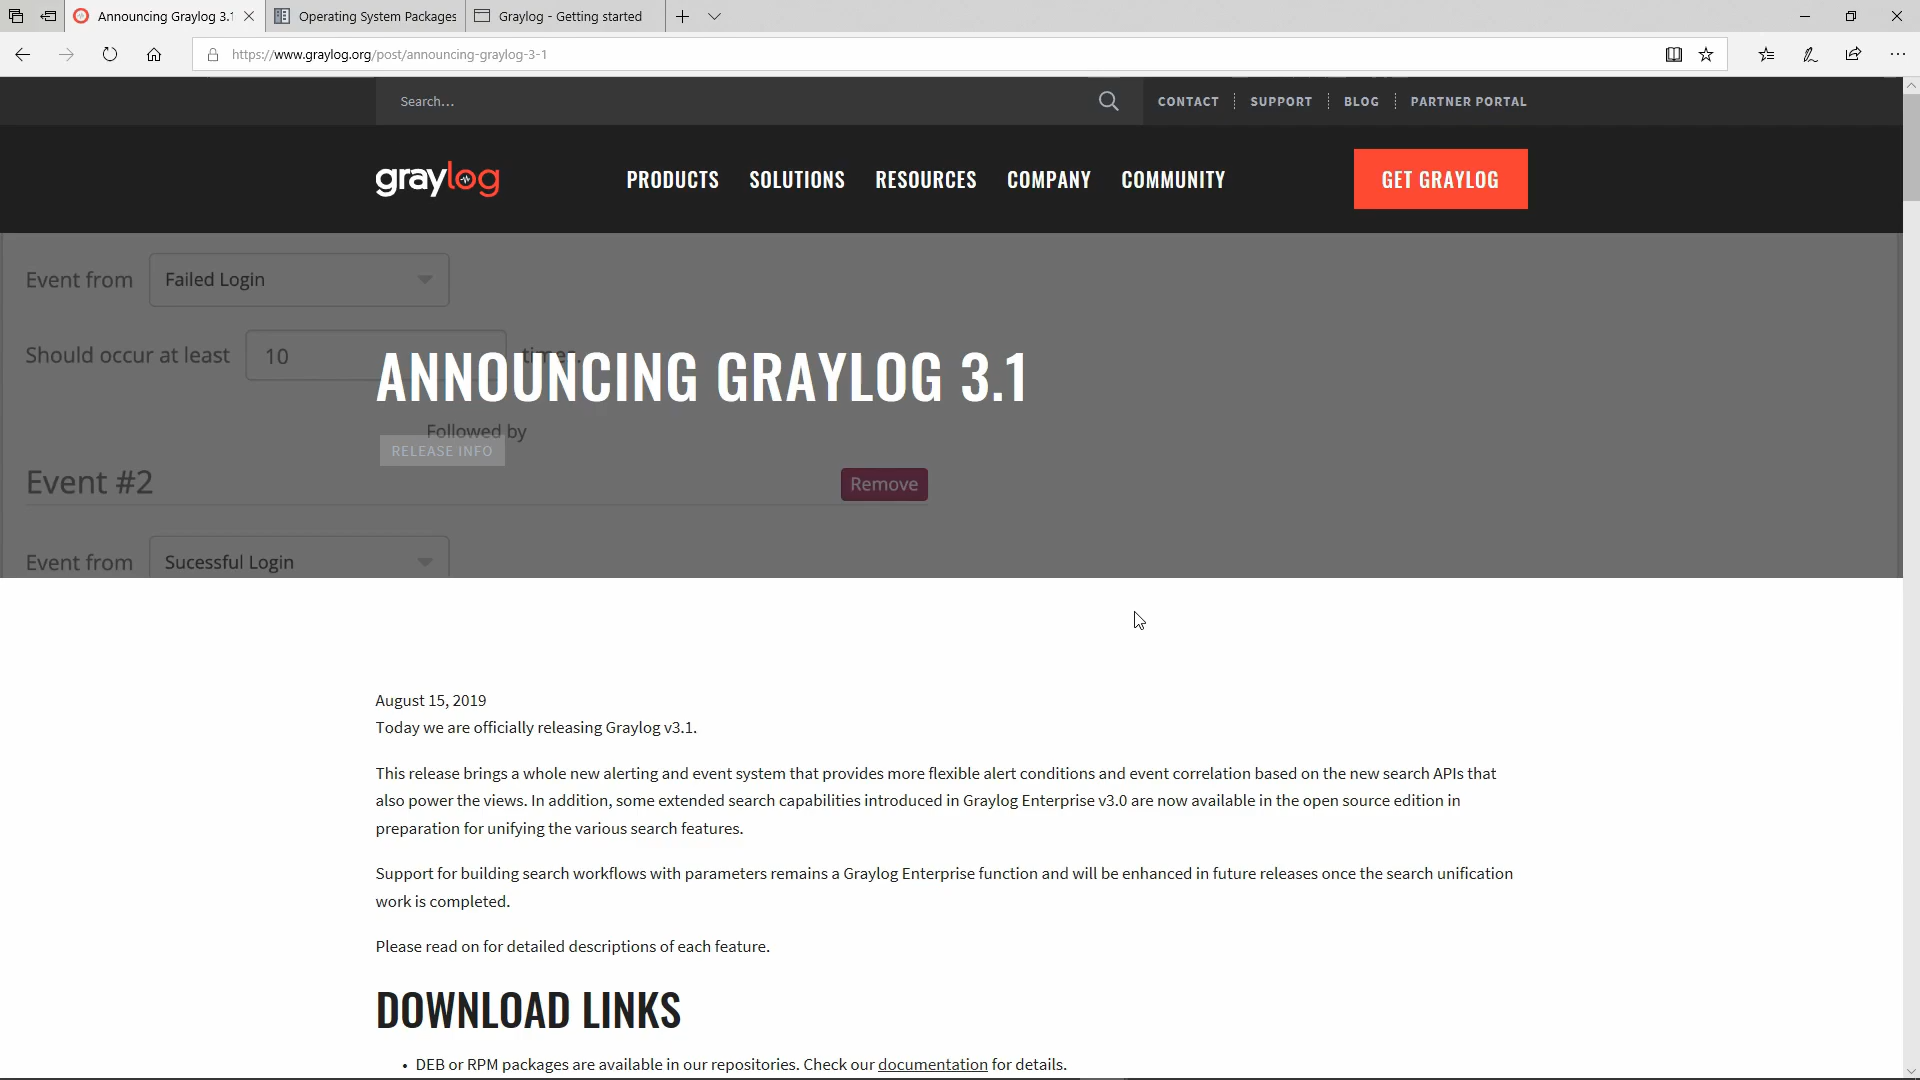 Announcing Graylog 3.1
Operating System Packages
Graylog - Getting started
https://www.graylog.org/post/announcing-graylog-3-1
Search...
CONTACT
SUPPORT
BLOG
PARTNER PORTAL
graylog
PRODUCTS
SOLUTIONS
RESOURCES
COMPANY
COMMUNITY
GET GRAYLOG
Event from
Failed Login
Should occur at least
10
times.
ANNOUNCING GRAYLOG 3.1
Followed by
RELEASE INFO
Event #2
Remove
Event from
Sucessful Login
August 15, 2019
Today we are officially releasing Graylog v3.1.
This release brings a whole new alerting and event system that provides more flexible alert conditions and event correlation based on the new search APIs that
also power the views. In addition, some extended search capabilities introduced in Graylog Enterprise v3.0 are now available in the open source edition in
preparation for unifying the various search features.
Support for building search workflows with parameters remains a Graylog Enterprise function and will be enhanced in future releases once the search unification
work is completed.
Please read on for detailed descriptions of each feature.
DOWNLOAD LINKS
• DEB or RPM packages are available in our repositories. Check our documentation for details.